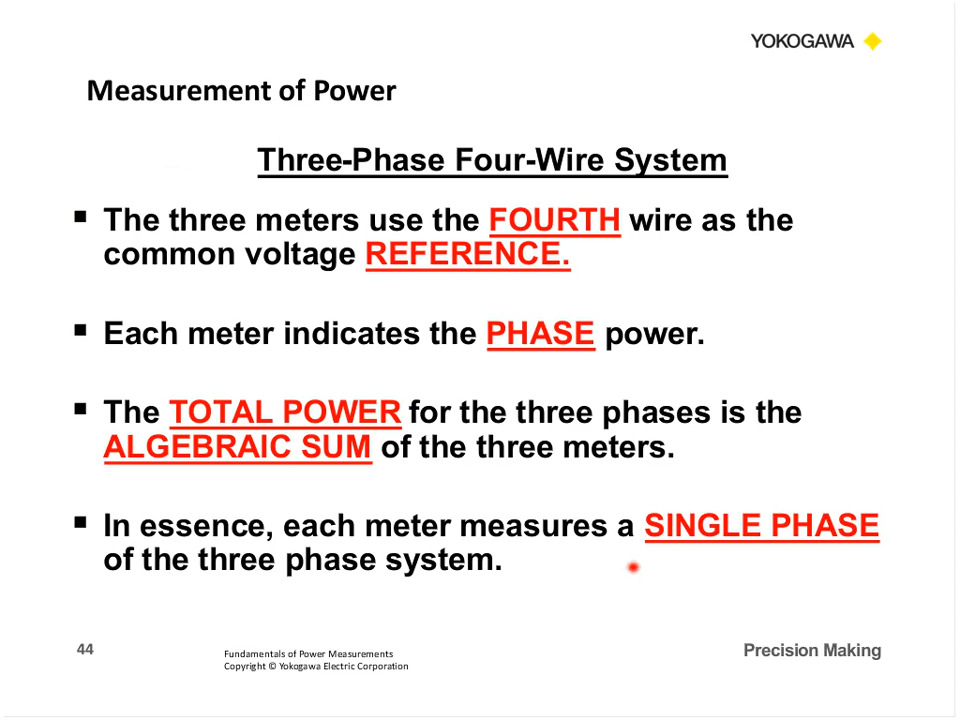 YOKOGAWA
Measurement of Power
Three-Phase Four-Wire System
▪ The three meters use the FOURTH wire as the
common voltage REFERENCE.
▪ Each meter indicates the PHASE power.
▪ The TOTAL POWER for the three phases is the
ALGEBRAIC SUM of the three meters.
▪ In essence, each meter measures a SINGLE PHASE
of the three phase system.
44
Fundamentals of Power Measurements
Copyright © Yokogawa Electric Corporation
Precision Making